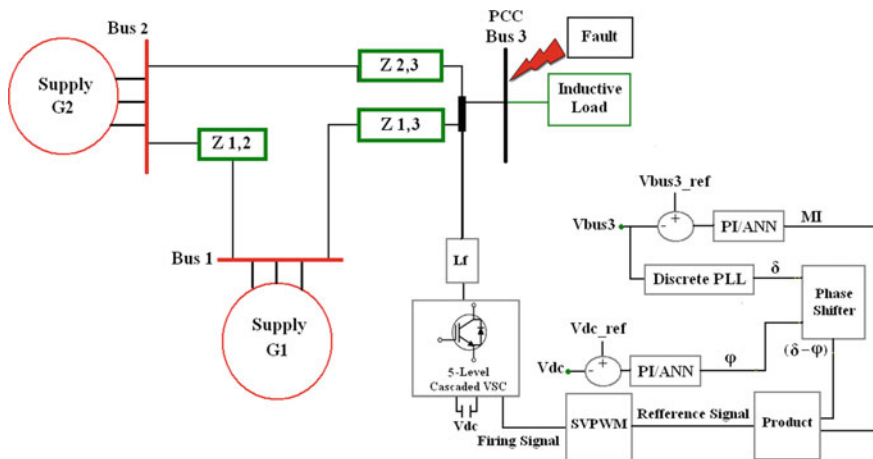 Bus 2
Supply
G2
Z 1,2
Z 2,3
Z 1,3
PCC
Bus 3
Fault
Inductive
Load
Bus 1
Supply
G1
Lf
5-Level
Cascaded VSC
Vdc
Firing Signal
Vbus3_ref
+
-
Vbus3
PI/ANN
MI
Discrete PLL
δ
Phase
Shifter
Vdc_ref
+
-
Vdc
PI/ANN
φ
(δ-φ)
SVPWM
Refference Signal
Product